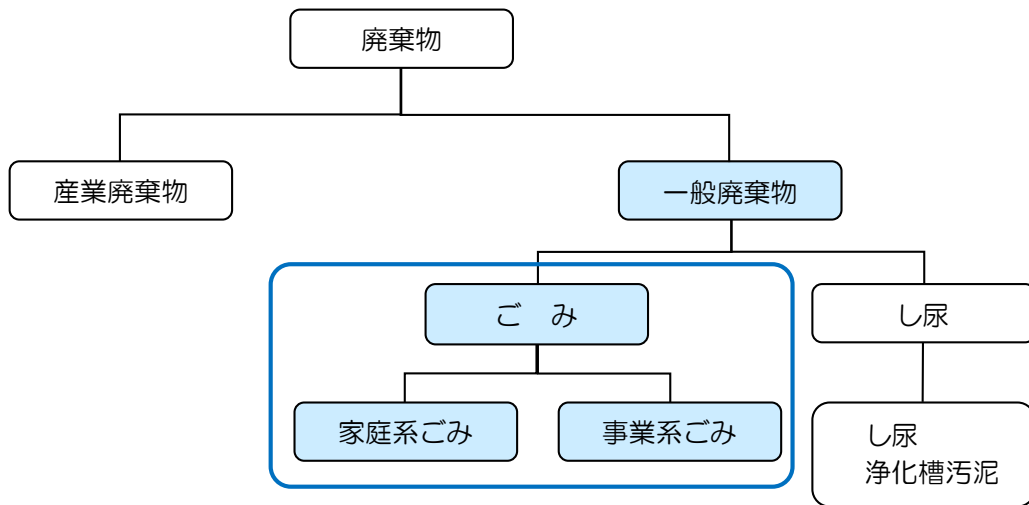 廃棄物
産業廃棄物
一般廃棄物
ご　み
し尿
家庭系ごみ
事業系ごみ
し尿
浄化槽汚泥